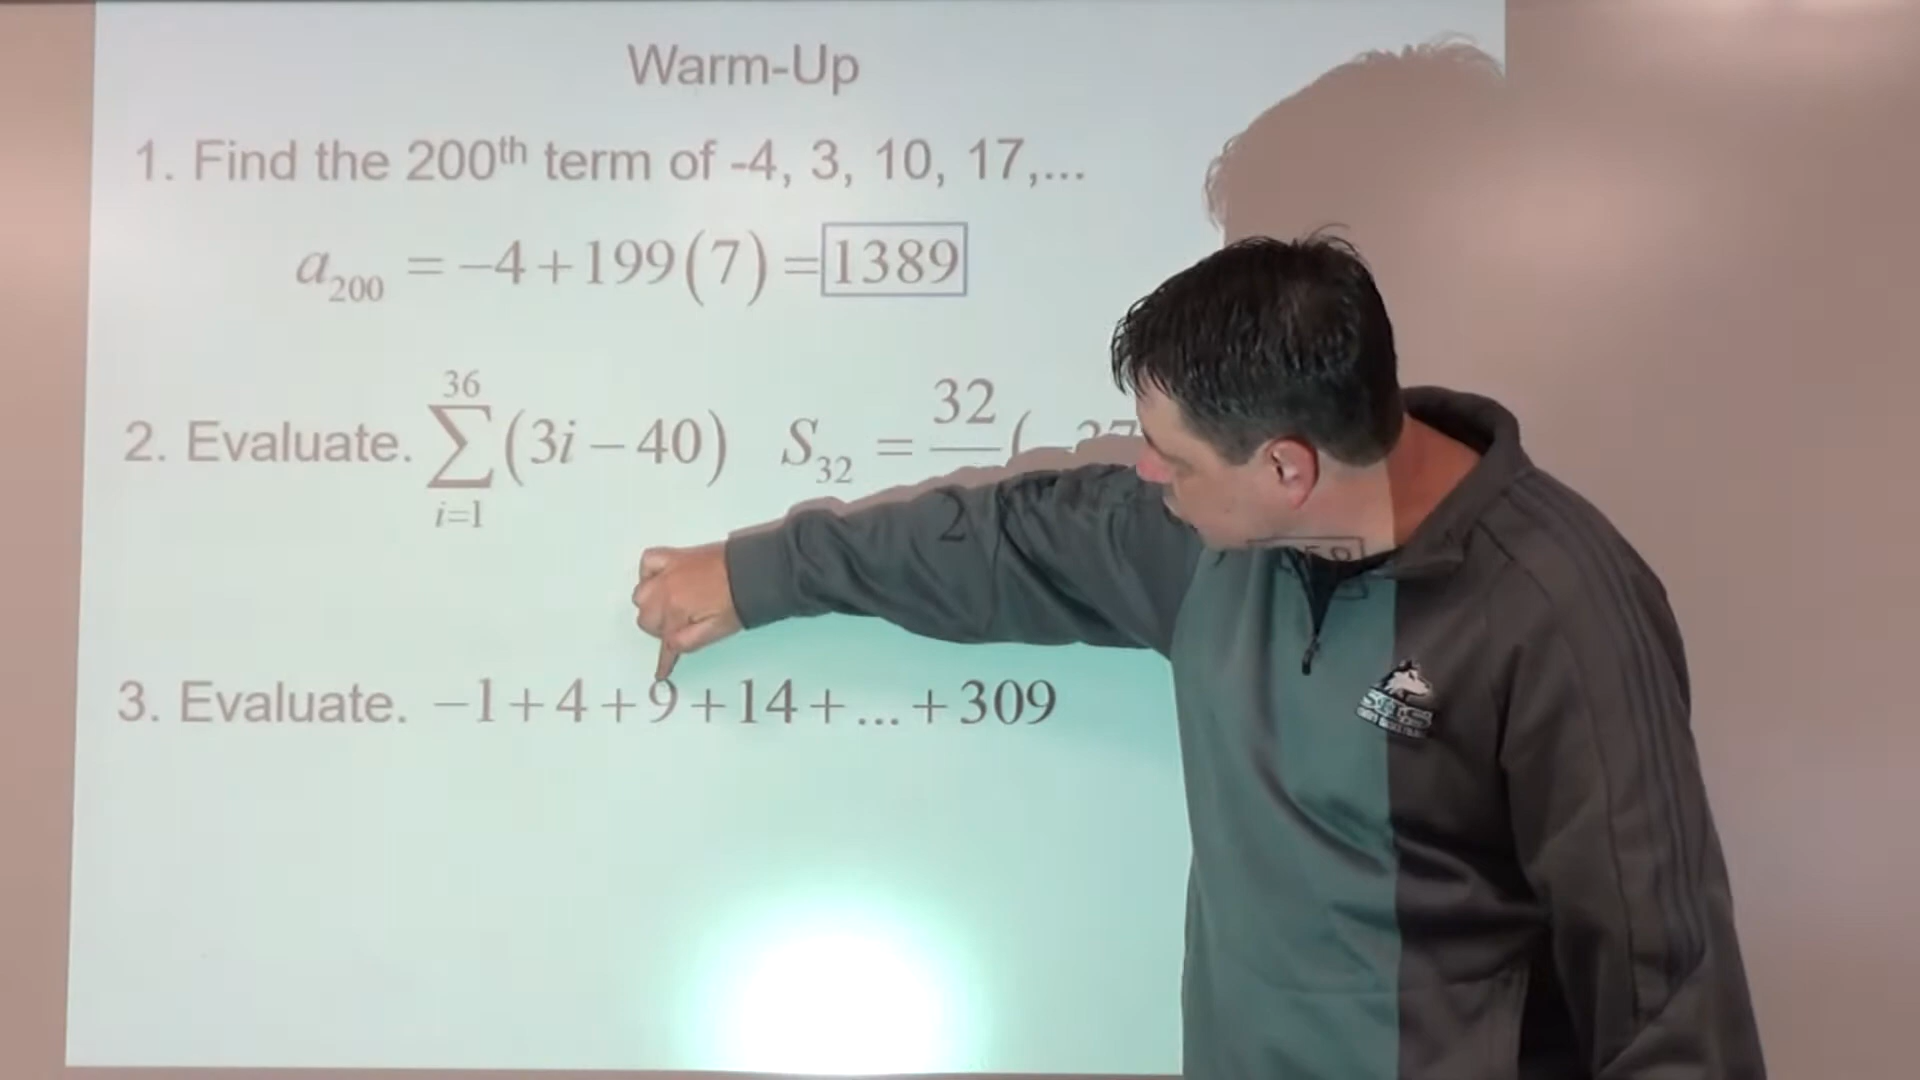 Warm-Up
1. Find the 200th term of -4, 3, 10, 17,...
a₂₀₀ = −4+199(7) = 1389
36
2. Evaluate. ∑(3i−40) S₃₂ = 32/2(−37
i=1
3. Evaluate. −1+4+9+14+...+309